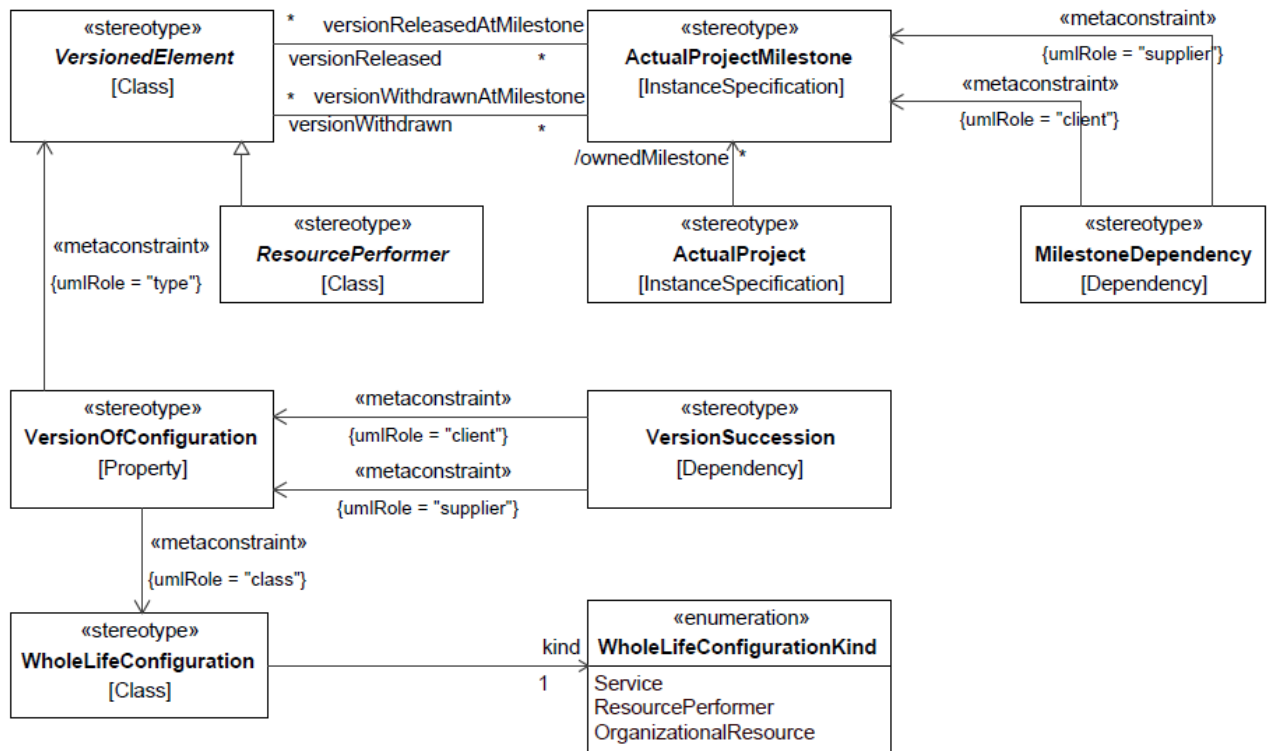 «stereotype»
VersionedElement
[Class]
* versionReleasedAtMilestone
versionReleased *
* versionWithdrawnAtMilestone
versionWithdrawn *
«stereotype»
ActualProjectMilestone
[InstanceSpecification]
«metaconstraint»
{umlRole = "supplier"}
«metaconstraint»
{umlRole = "client"}
/ownedMilestone *
«metaconstraint»
{umlRole = "type"}
«stereotype»
ResourcePerformer
[Class]
«stereotype»
ActualProject
[InstanceSpecification]
«stereotype»
MilestoneDependency
[Dependency]
«stereotype»
VersionOfConfiguration
[Property]
«metaconstraint»
{umlRole = "client"}
«metaconstraint»
{umlRole = "supplier"}
«stereotype»
VersionSuccession
[Dependency]
«metaconstraint»
{umlRole = "class"}
«stereotype»
WholeLifeConfiguration
[Class]
kind
1
«enumeration»
WholeLifeConfigurationKind
Service
ResourcePerformer
OrganizationalResource